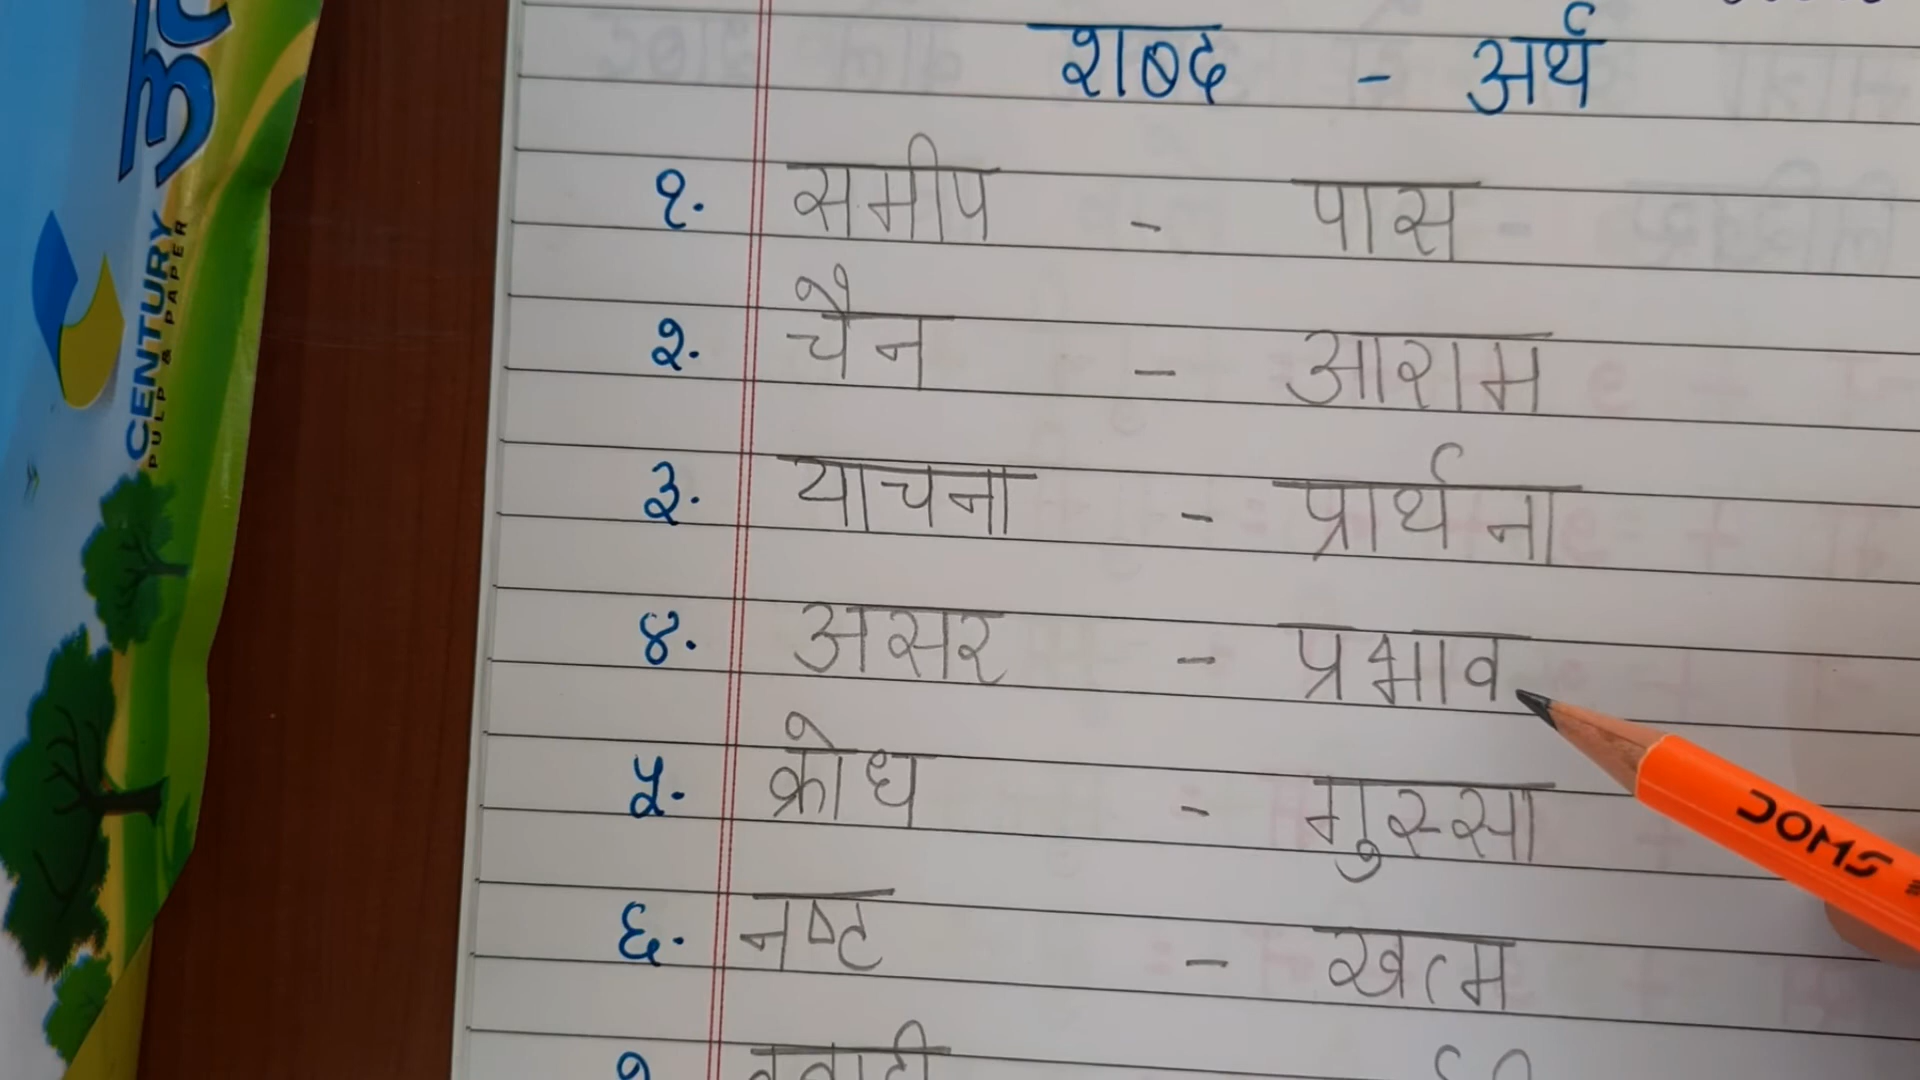 CENTURY
PULP & PAPER
शब्द - अर्थ
१. समीप - पास
२. चैन - आराम
३. याचना - प्रार्थना
४. असर - प्रभाव
५. क्रोध - गुस्सा
६. नष्ट - खत्म
DOMS